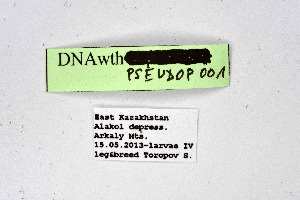 DNAwth
PSEUDOP 001
East Kazakhstan
Alakol depress.
Arkaly Mts.
15.05.2013-larvae IV
leg&breed Toropov S.